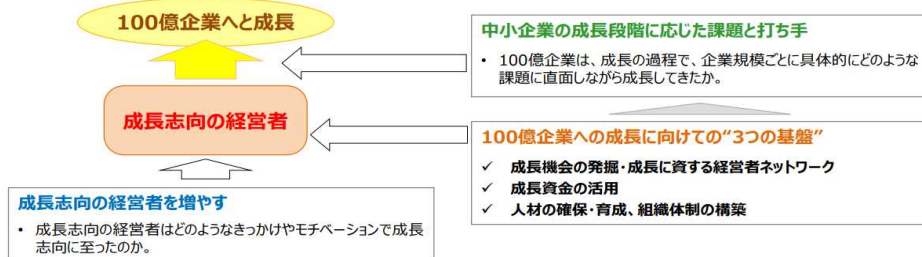 100億企業へと成長
成長志向の経営者
成長志向の経営者を増やす
• 成長志向の経営者はどのようなきっかけやモチベーションで成長
志向に至ったのか。
中小企業の成長段階に応じた課題と打ち手
• 100億企業は、成長の過程で、企業規模ごとに具体的にどのような
課題に直面しながら成長してきたか。
100億企業への成長に向けての“3つの基盤”
✓ 成長機会の発掘・成長に資する経営者ネットワーク
✓ 成長資金の活用
✓ 人材の確保・育成、組織体制の構築